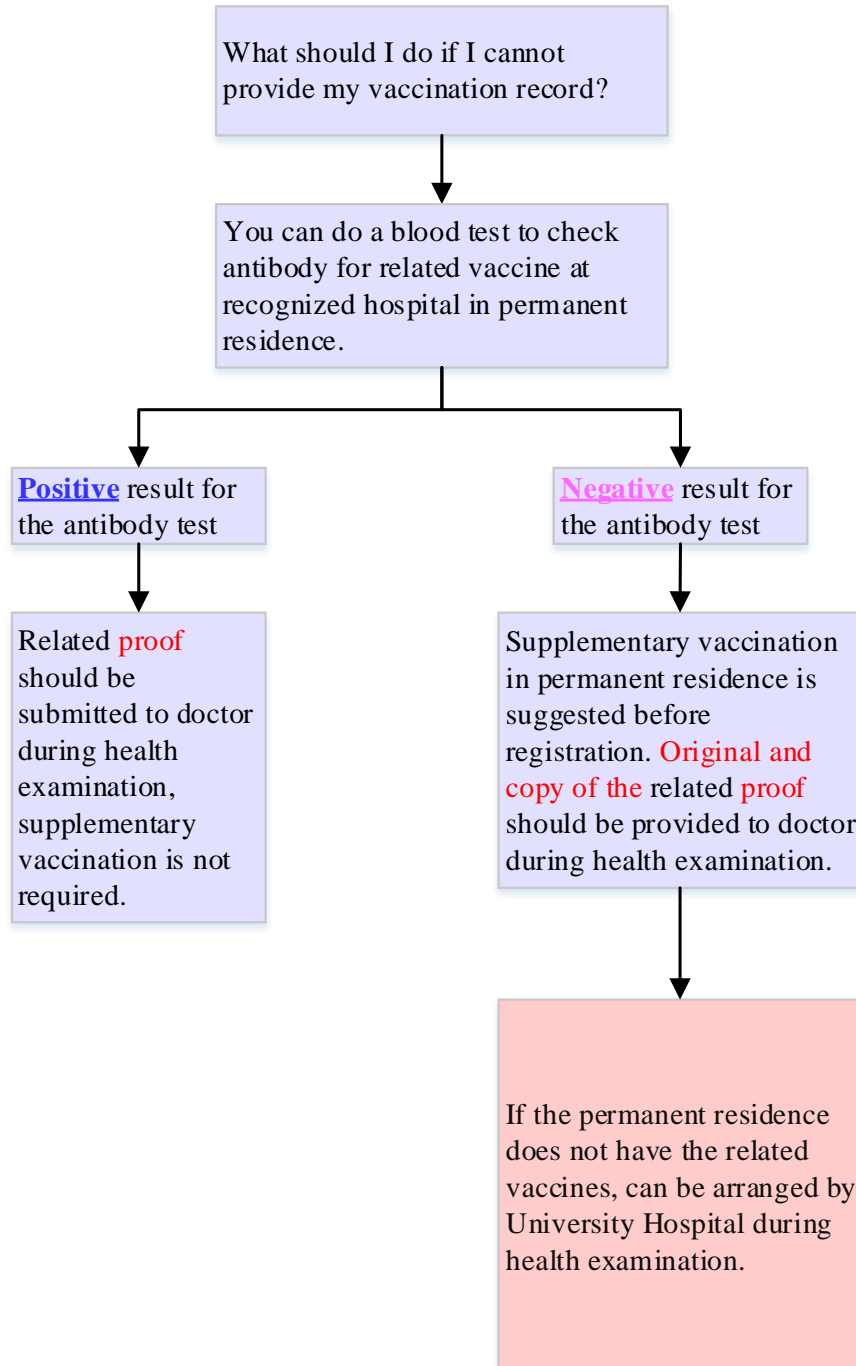 What should I do if I cannot
provide my vaccination record?
You can do a blood test to check
antibody for related vaccine at
recognized hospital in permanent
residence.
Positive result for
the antibody test
Negative result for
the antibody test
Related proof
should be
submitted to doctor
during health
examination,
supplementary
vaccination is not
required.
Supplementary vaccination
in permanent residence is
suggested before
registration. Original and
copy of the related proof
should be provided to doctor
during health examination.
If the permanent residence
does not have the related
vaccines, can be arranged by
University Hospital during
health examination.